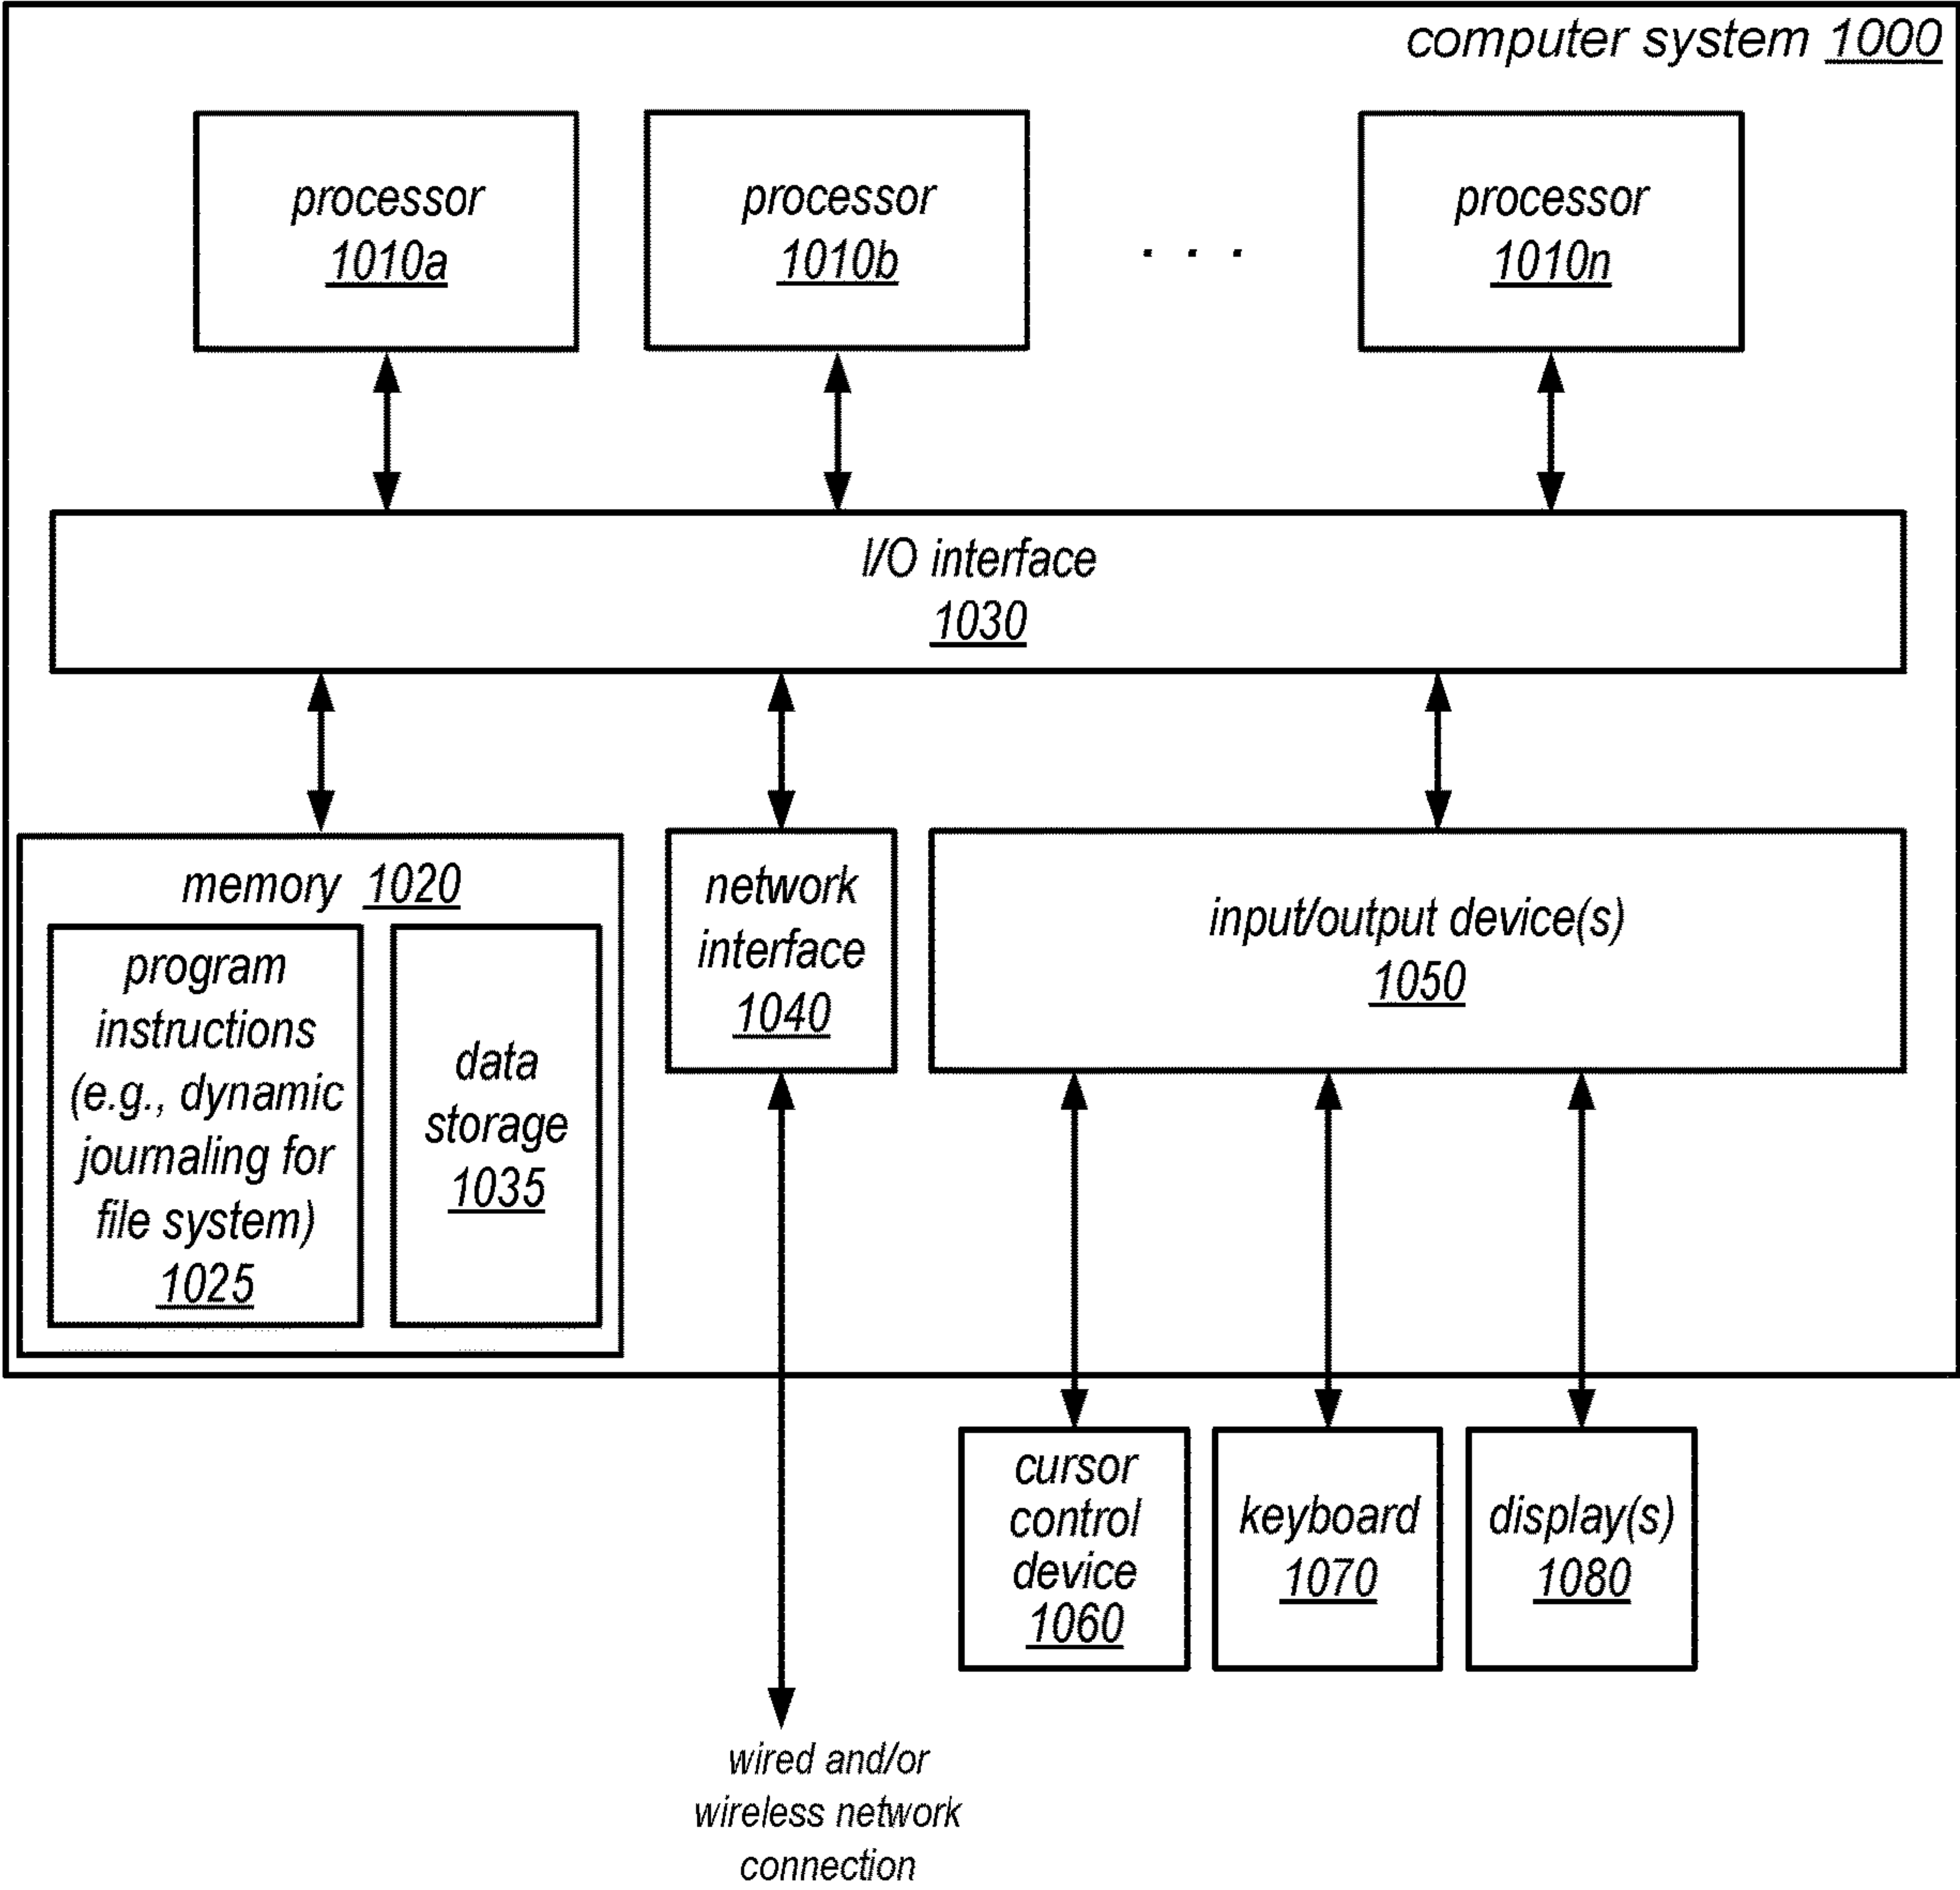 computer system 1000
processor
1010a
processor
1010b
. . .
processor
1010n
I/O interface
1030
memory 1020
program
instructions
(e.g., dynamic
journaling for
file system)
1025
data
storage
1035
network
interface
1040
input/output device(s)
1050
cursor
control
device
1060
keyboard
1070
display(s)
1080
wired and/or
wireless network
connection